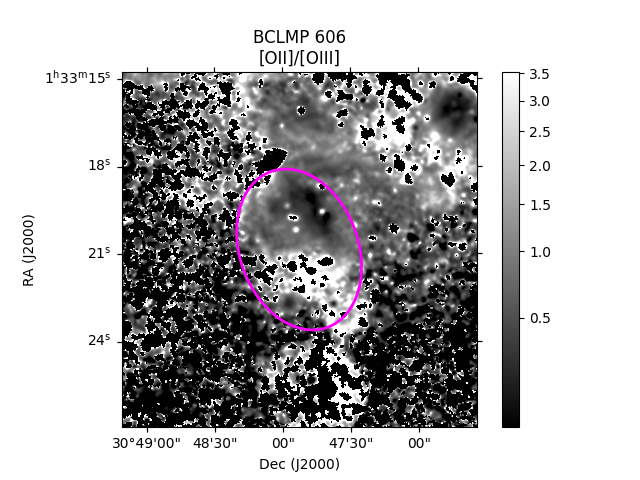 BCLMP 606
[OII]/[OIII]
1h33m15s
18s
21s
24s
RA (J2000)
30°49'00" 48'30" 00" 47'30" 00"
Dec (J2000)
3.5
3.0
2.5
2.0
1.5
1.0
0.5